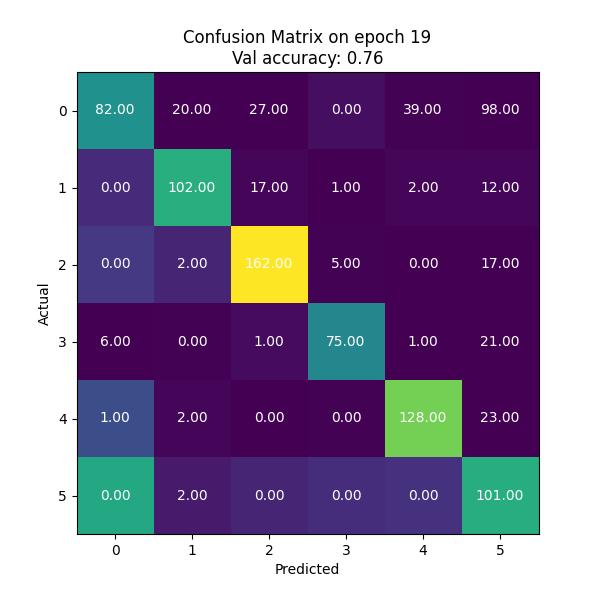 Confusion Matrix on epoch 19
Val accuracy: 0.76
0 82.00 20.00 27.00 0.00 39.00 98.00
1 0.00 102.00 17.00 1.00 2.00 12.00
2 0.00 2.00 162.00 5.00 0.00 17.00
Actual
3 6.00 0.00 1.00 75.00 1.00 21.00
4 1.00 2.00 0.00 0.00 128.00 23.00
5 0.00 2.00 0.00 0.00 0.00 101.00
0 1 2 3 4 5
Predicted